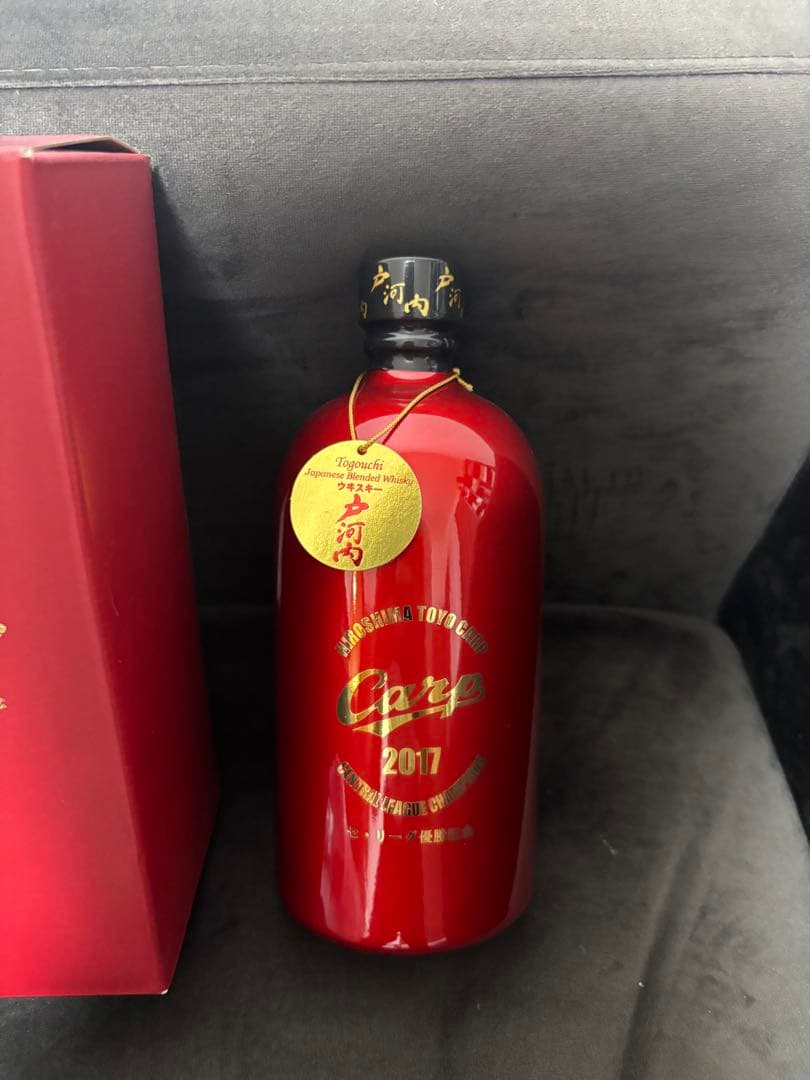 戸河内
Togouchi
Japanese Blended Whisky
ウヰスキー
戸河内
HIROSHIMA TOYO CARP
Carp
2017
CENTRAL LEAGUE CHAMPIONS
セ・リーグ優勝記念